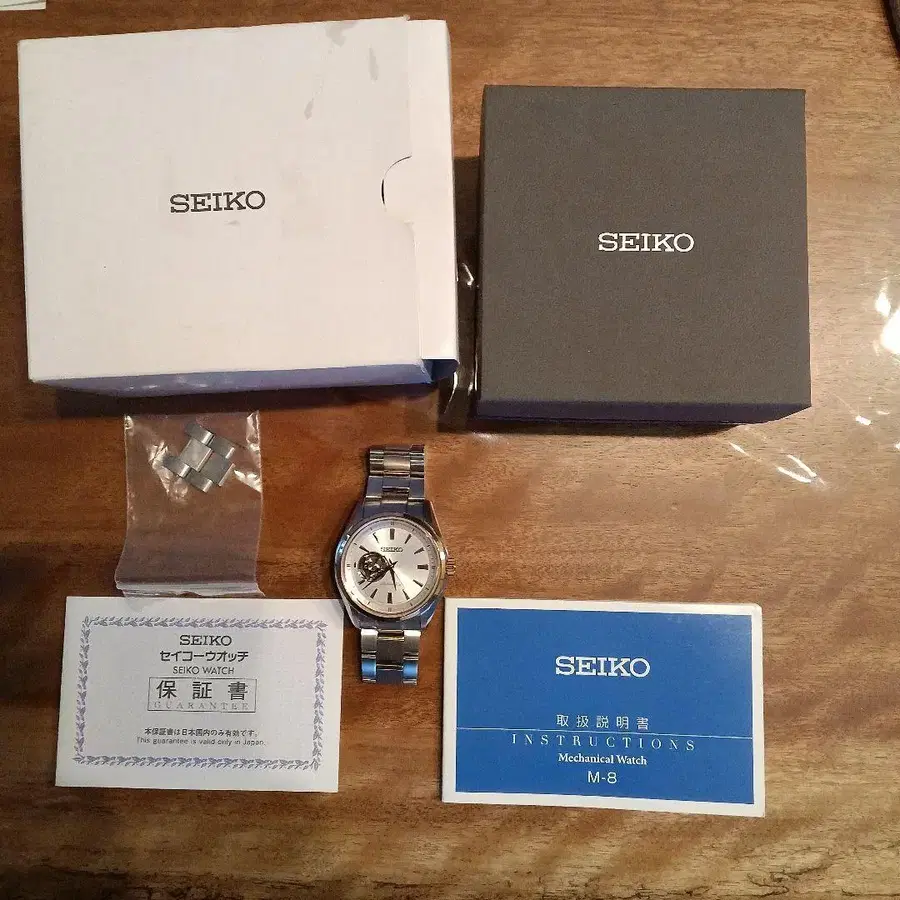 SEIKO
SEIKO
SEIKO
SEIKO
セイコーウオッチ
SEIKO WATCH
保証書
GUARANTEE
本保証書は日本国内のみ有効です。
This guarantee is valid only in Japan.
SEIKO
取扱説明書
INSTRUCTIONS
Mechanical Watch
M-8